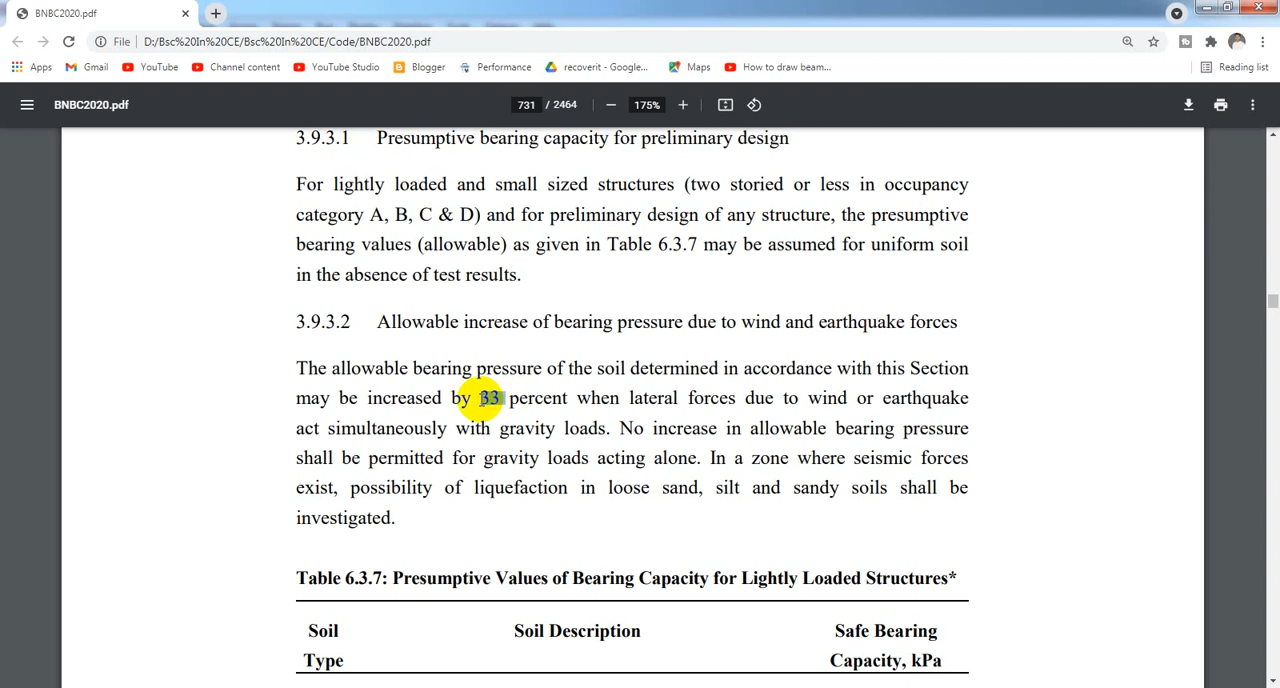 BNBC2020.pdf
File D:/Bsc%20In%20CE/Bsc%20In%20CE/Code/BNBC2020.pdf
Apps Gmail YouTube Channel content YouTube Studio Blogger Performance recoverit - Google... Maps How to draw beam... Reading list
BNBC2020.pdf 731 / 2464 175%
3.9.3.1 Presumptive bearing capacity for preliminary design
For lightly loaded and small sized structures (two storied or less in occupancy
category A, B, C & D) and for preliminary design of any structure, the presumptive
bearing values (allowable) as given in Table 6.3.7 may be assumed for uniform soil
in the absence of test results.
3.9.3.2 Allowable increase of bearing pressure due to wind and earthquake forces
The allowable bearing pressure of the soil determined in accordance with this Section
may be increased by 33 percent when lateral forces due to wind or earthquake
act simultaneously with gravity loads. No increase in allowable bearing pressure
shall be permitted for gravity loads acting alone. In a zone where seismic forces
exist, possibility of liquefaction in loose sand, silt and sandy soils shall be
investigated.
Table 6.3.7: Presumptive Values of Bearing Capacity for Lightly Loaded Structures*
Soil Soil Description Safe Bearing
Type Capacity, kPa